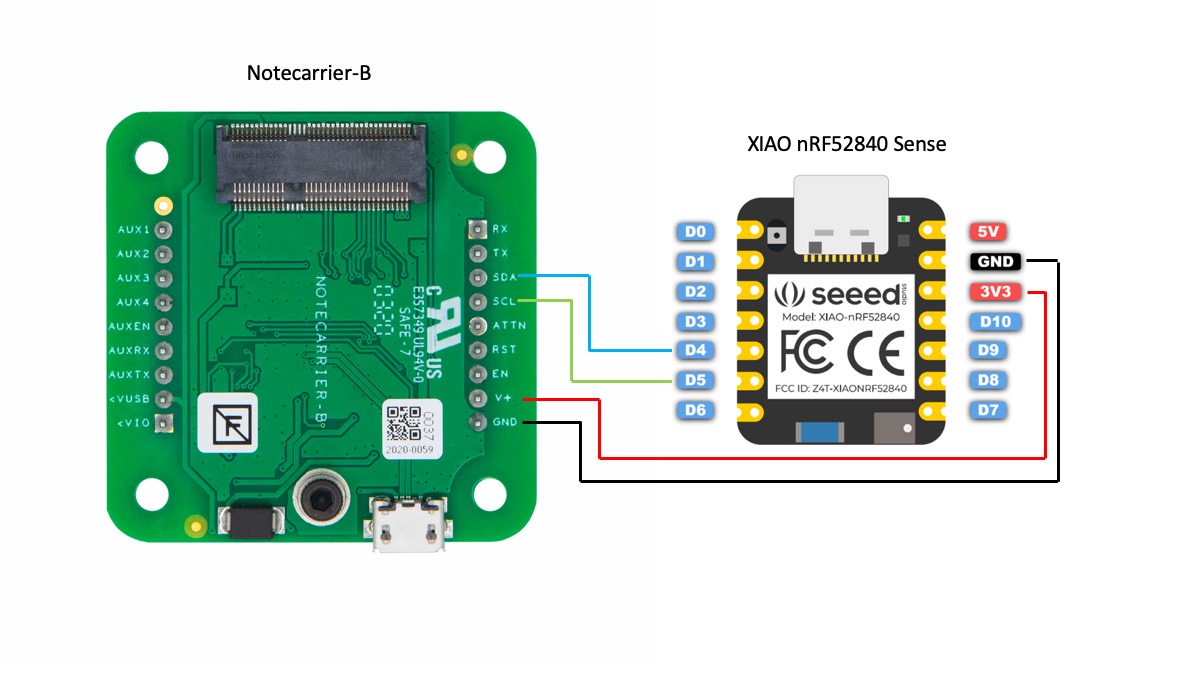 Notecarrier-B
XIAO nRF52840 Sense
AUX1
AUX2
AUX3
AUX4
AUXEN
AUXRX
AUXTX
<VUSB
<VIO
NOTECARRIER-B
0320
SAFE-7
E357349 UL94V-0
US
RX
TX
SDA
SCL
ATTN
RST
EN
V+
GND
F
0037
2020-0059
D0
D1
D2
D3
D4
D5
D6
seeed
studio
Model: XIAO-nRF52840
FCC CE
FCC ID: Z4T-XIAONRF52840
5V
GND
3V3
D10
D9
D8
D7